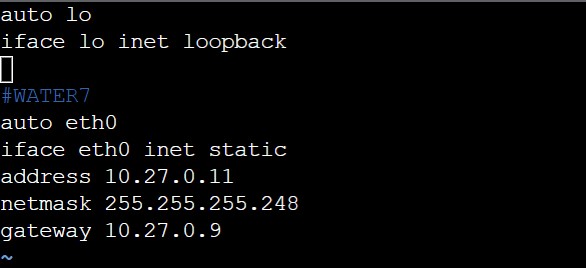 auto lo
iface lo inet loopback
#WATER7
auto eth0
iface eth0 inet static
address 10.27.0.11
netmask 255.255.255.248
gateway 10.27.0.9
~